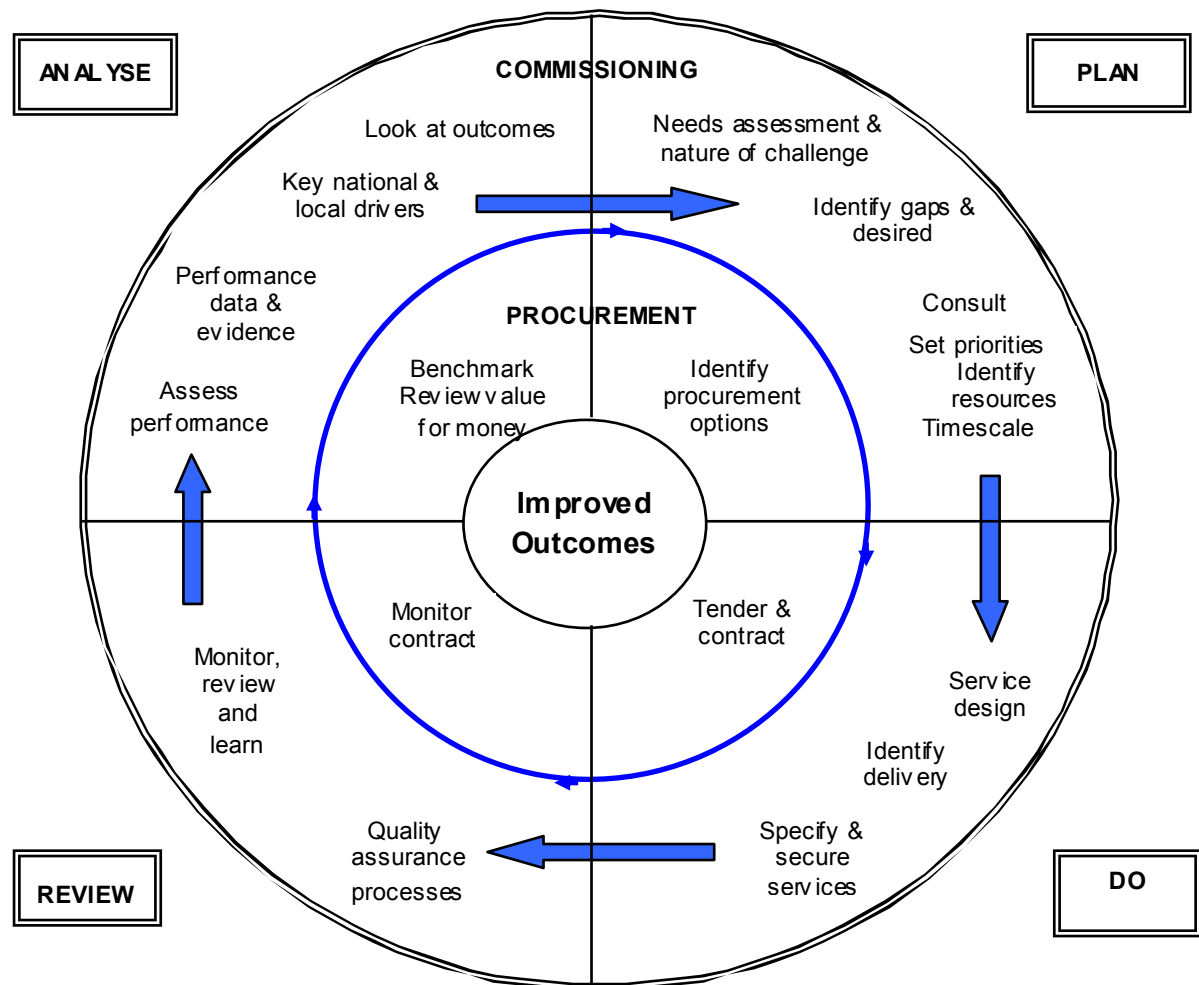 ANALYSE
PLAN
COMMISSIONING
Look at outcomes
Needs assessment &
nature of challenge
Key national &
local drivers
Identify gaps &
desired
Performance
data &
evidence
Consult
Set priorities
Identify
resources
Timescale
Assess
performance
PROCUREMENT
Benchmark
Review value
for money
Identify
procurement
options
Improved
Outcomes
Monitor
contract
Tender &
contract
Monitor,
review
and
learn
Service
design
Identify
delivery
Quality
assurance
processes
Specify &
secure
services
REVIEW
DO